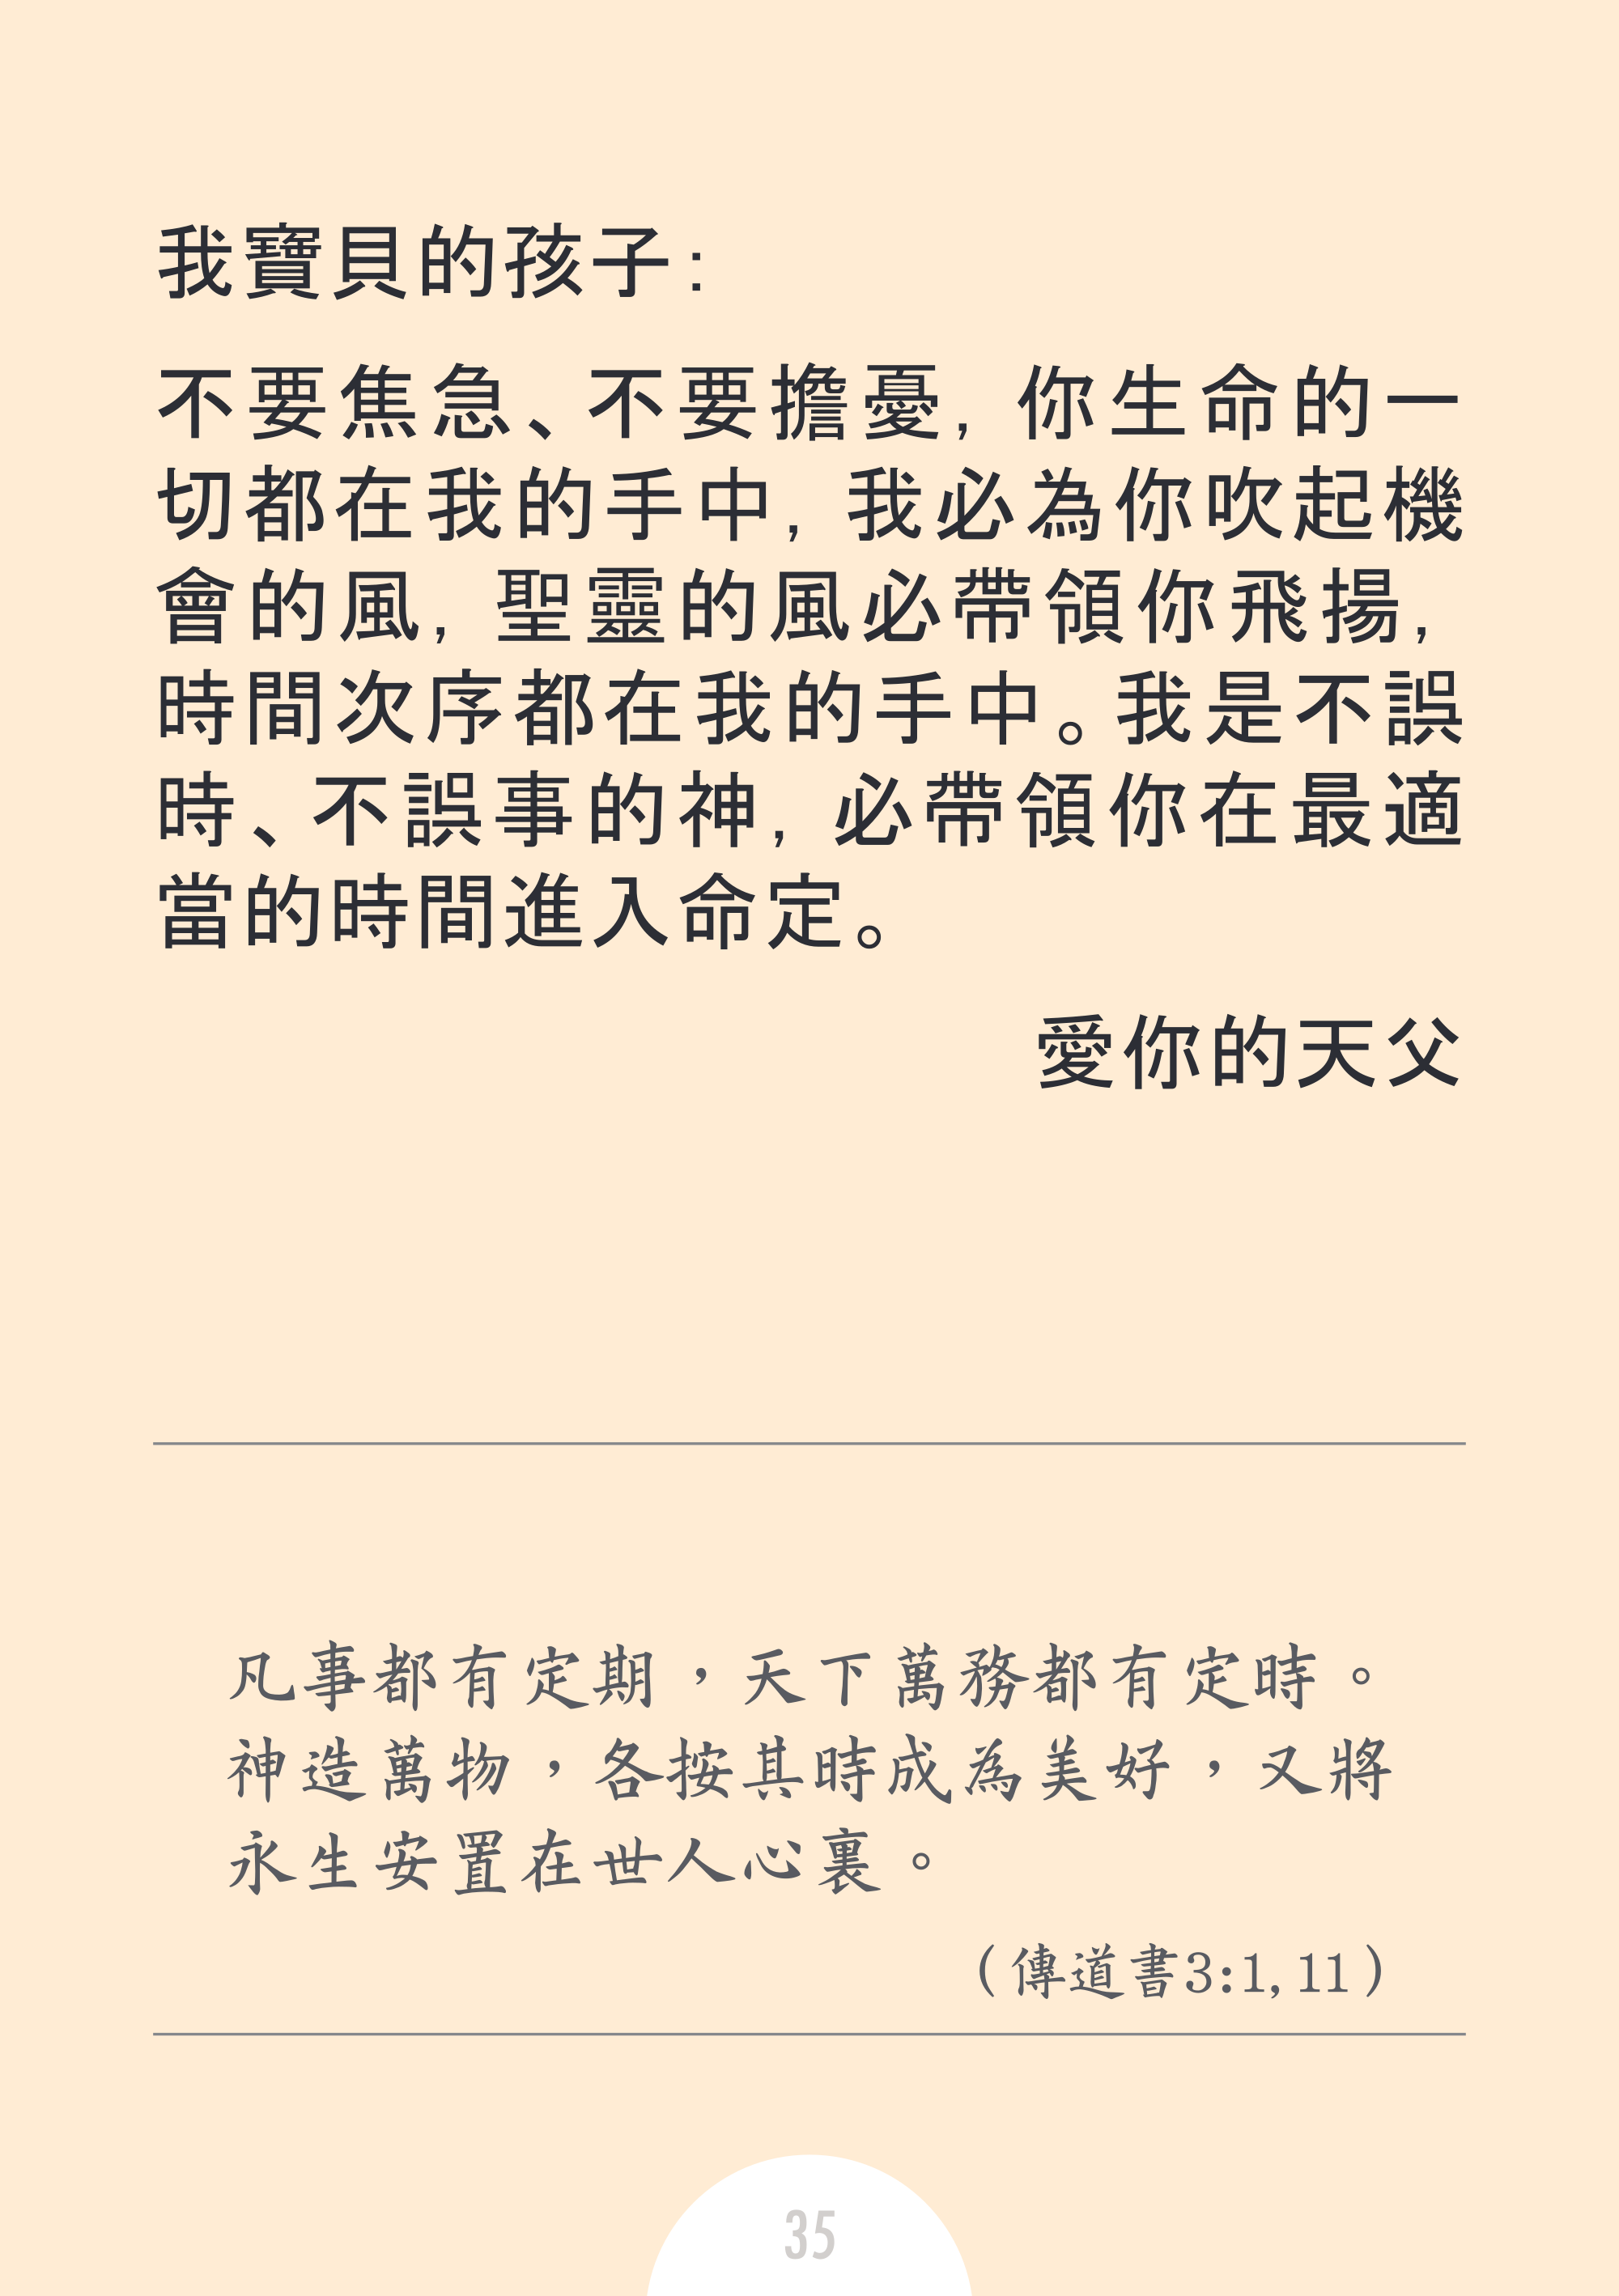 我寶貝的孩子：
不要焦急、不要擔憂，你生命的一
切都在我的手中，我必為你吹起機
會的風，聖靈的風必帶領你飛揚，
時間次序都在我的手中。我是不誤
時、不誤事的神，必帶領你在最適
當的時間進入命定。
愛你的天父
凡事都有定期，天下萬務都有定時。
神造萬物，各按其時成為美好，又將
永生安置在世人心裏。
（傳道書3:1,11）
35